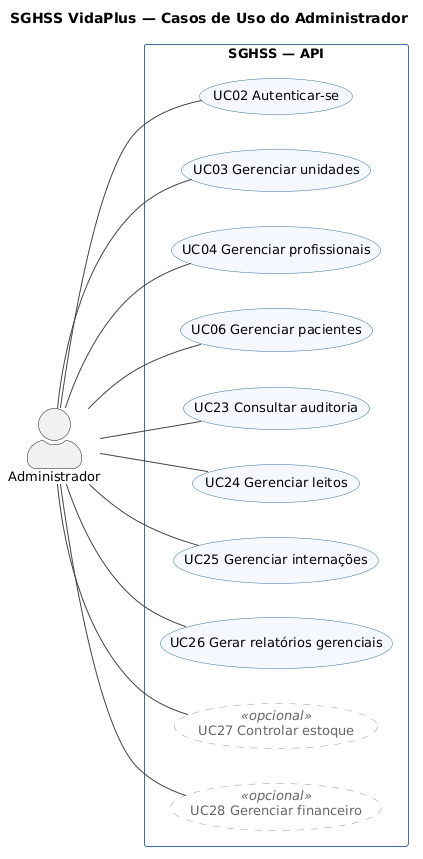 SGHSS VidaPlus — Casos de Uso do Administrador
SGHSS — API
UC02 Autenticar-se
UC03 Gerenciar unidades
UC04 Gerenciar profissionais
UC06 Gerenciar pacientes
UC23 Consultar auditoria
Administrador
UC24 Gerenciar leitos
UC25 Gerenciar internações
UC26 Gerar relatórios gerenciais
«opcional»
UC27 Controlar estoque
«opcional»
UC28 Gerenciar financeiro